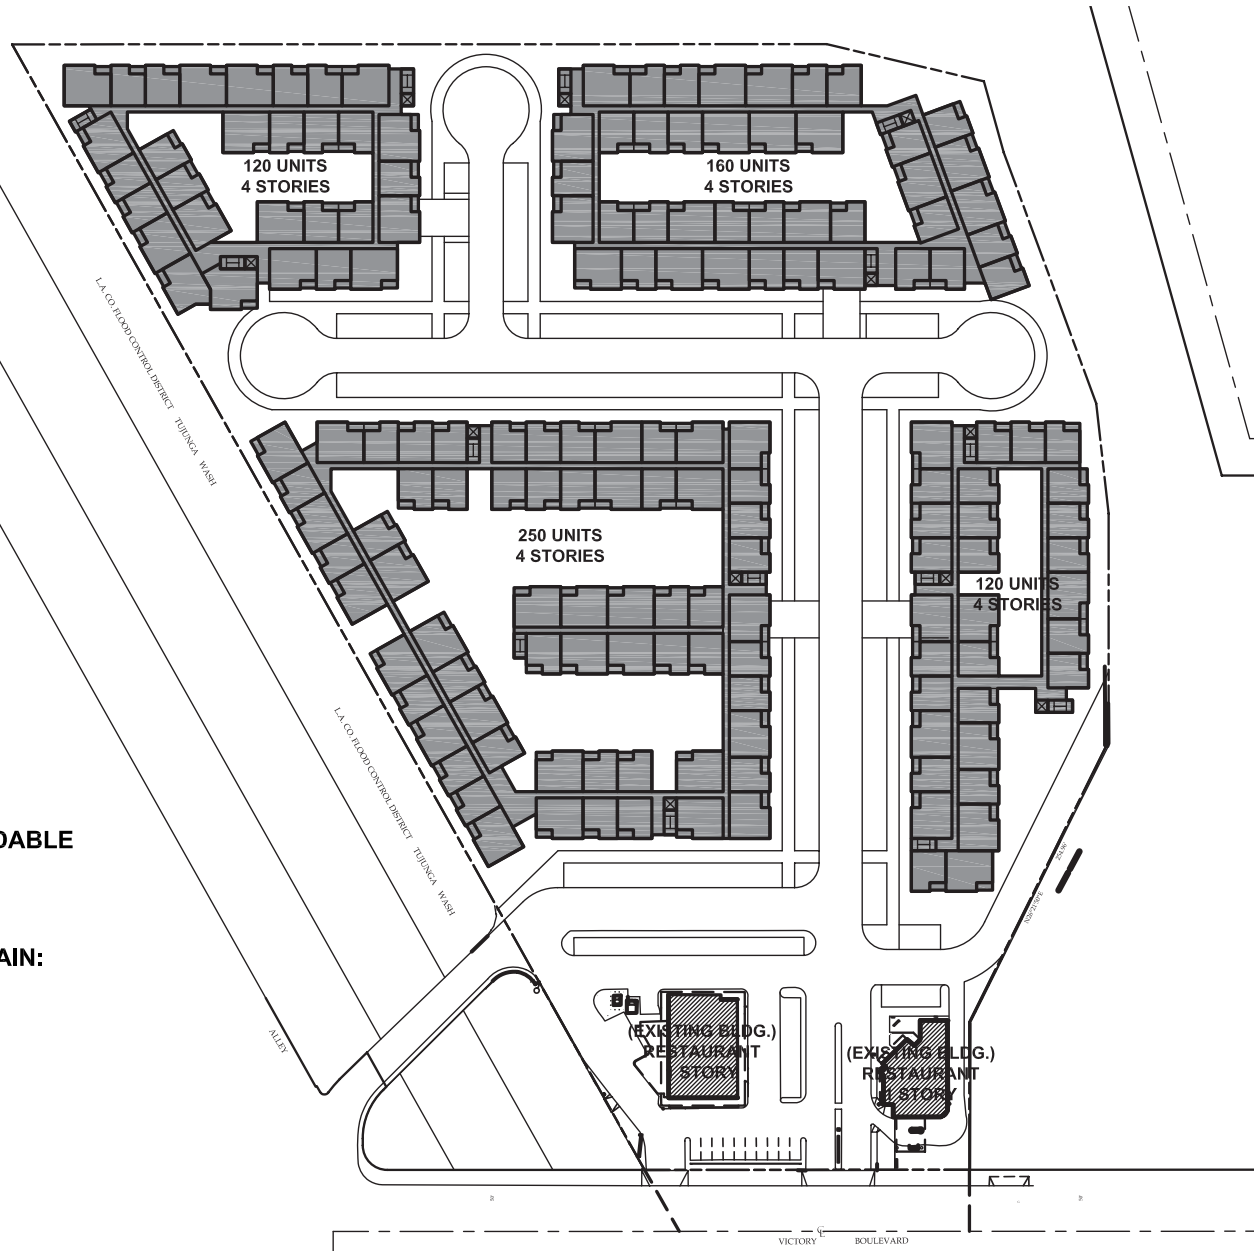 120 UNITS
4 STORIES
160 UNITS
4 STORIES
L.A. CO. FLOOD CONTROL DISTRICT TUJUNGA WASH
250 UNITS
4 STORIES
120 UNITS
4 STORIES
L.A. CO. FLOOD CONTROL DISTRICT TUJUNGA WASH
DABLE
AIN:
ALLEY
(EXISTING BLDG.)
RESTAURANT
STORY
(EXISTING BLDG.)
RESTAURANT
1 STORY
VICTORY BOULEVARD